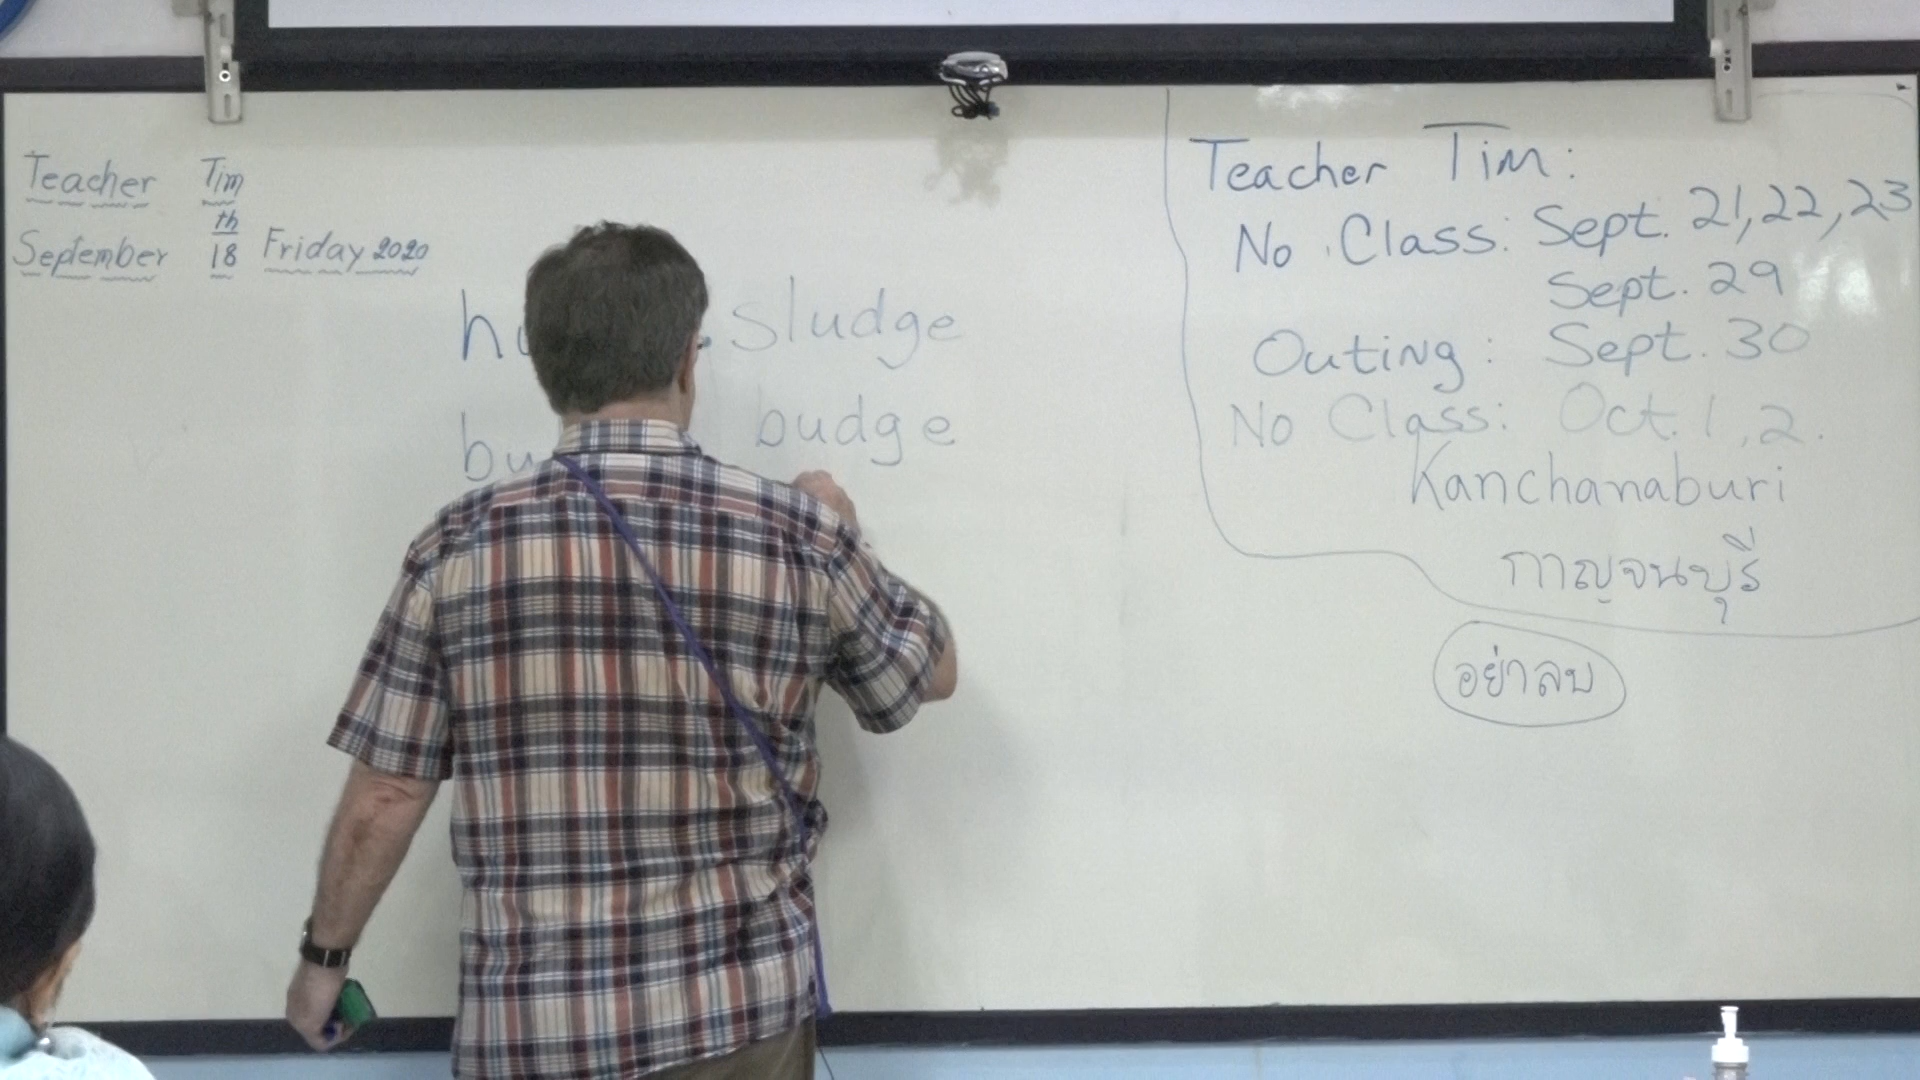 Teacher Tim
September 18th Friday 2020
sludge
budge
Teacher Tim:
No Class: Sept. 21, 22, 23
Sept. 29
Outing: Sept. 30
No Class: Oct. 1, 2.
Kanchanaburi
กาญจนบุรี
อย่าลบ